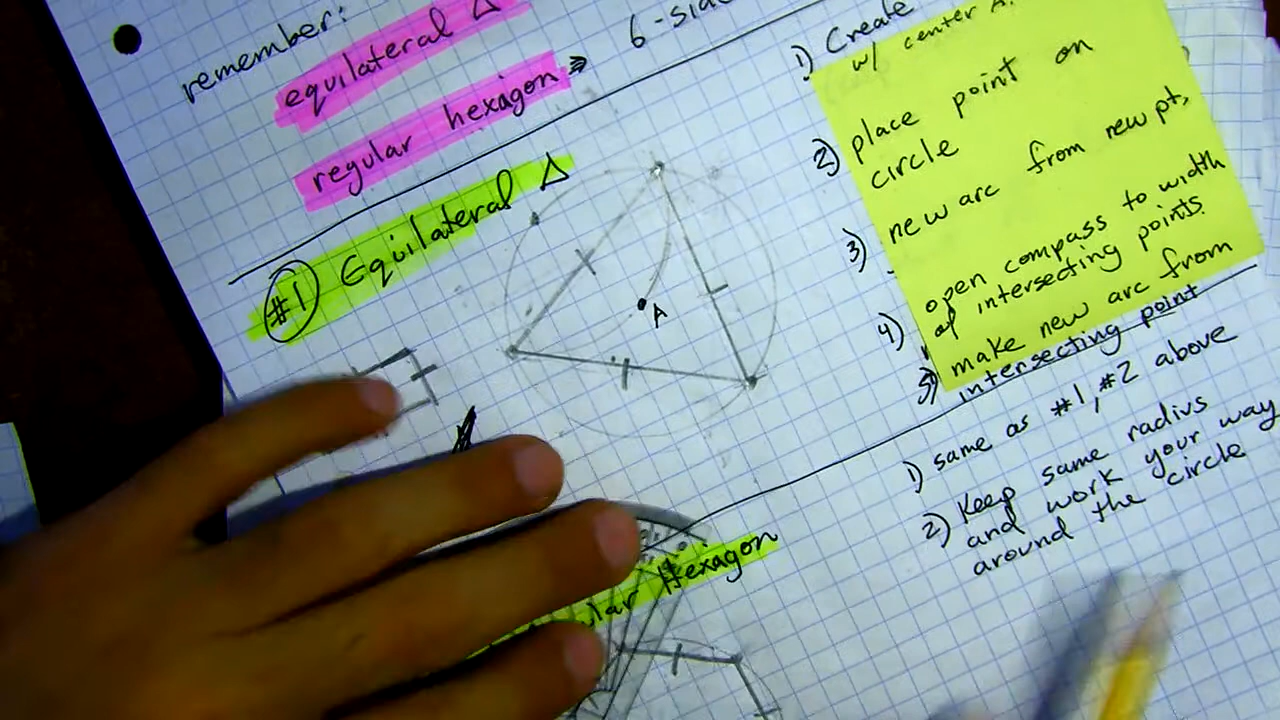 remember:
equilateral Δ
regular hexagon →
6-side
#1 Equilateral Δ
A
1) Create
w/ center A.
2) place point on
circle
3) new arc from new pt,
4) open compass to width
of intersecting points.
5) make new arc from
intersecting point
Hexagon
1) same as #1, #2 above
2) Keep same radius
and work your way
around the circle